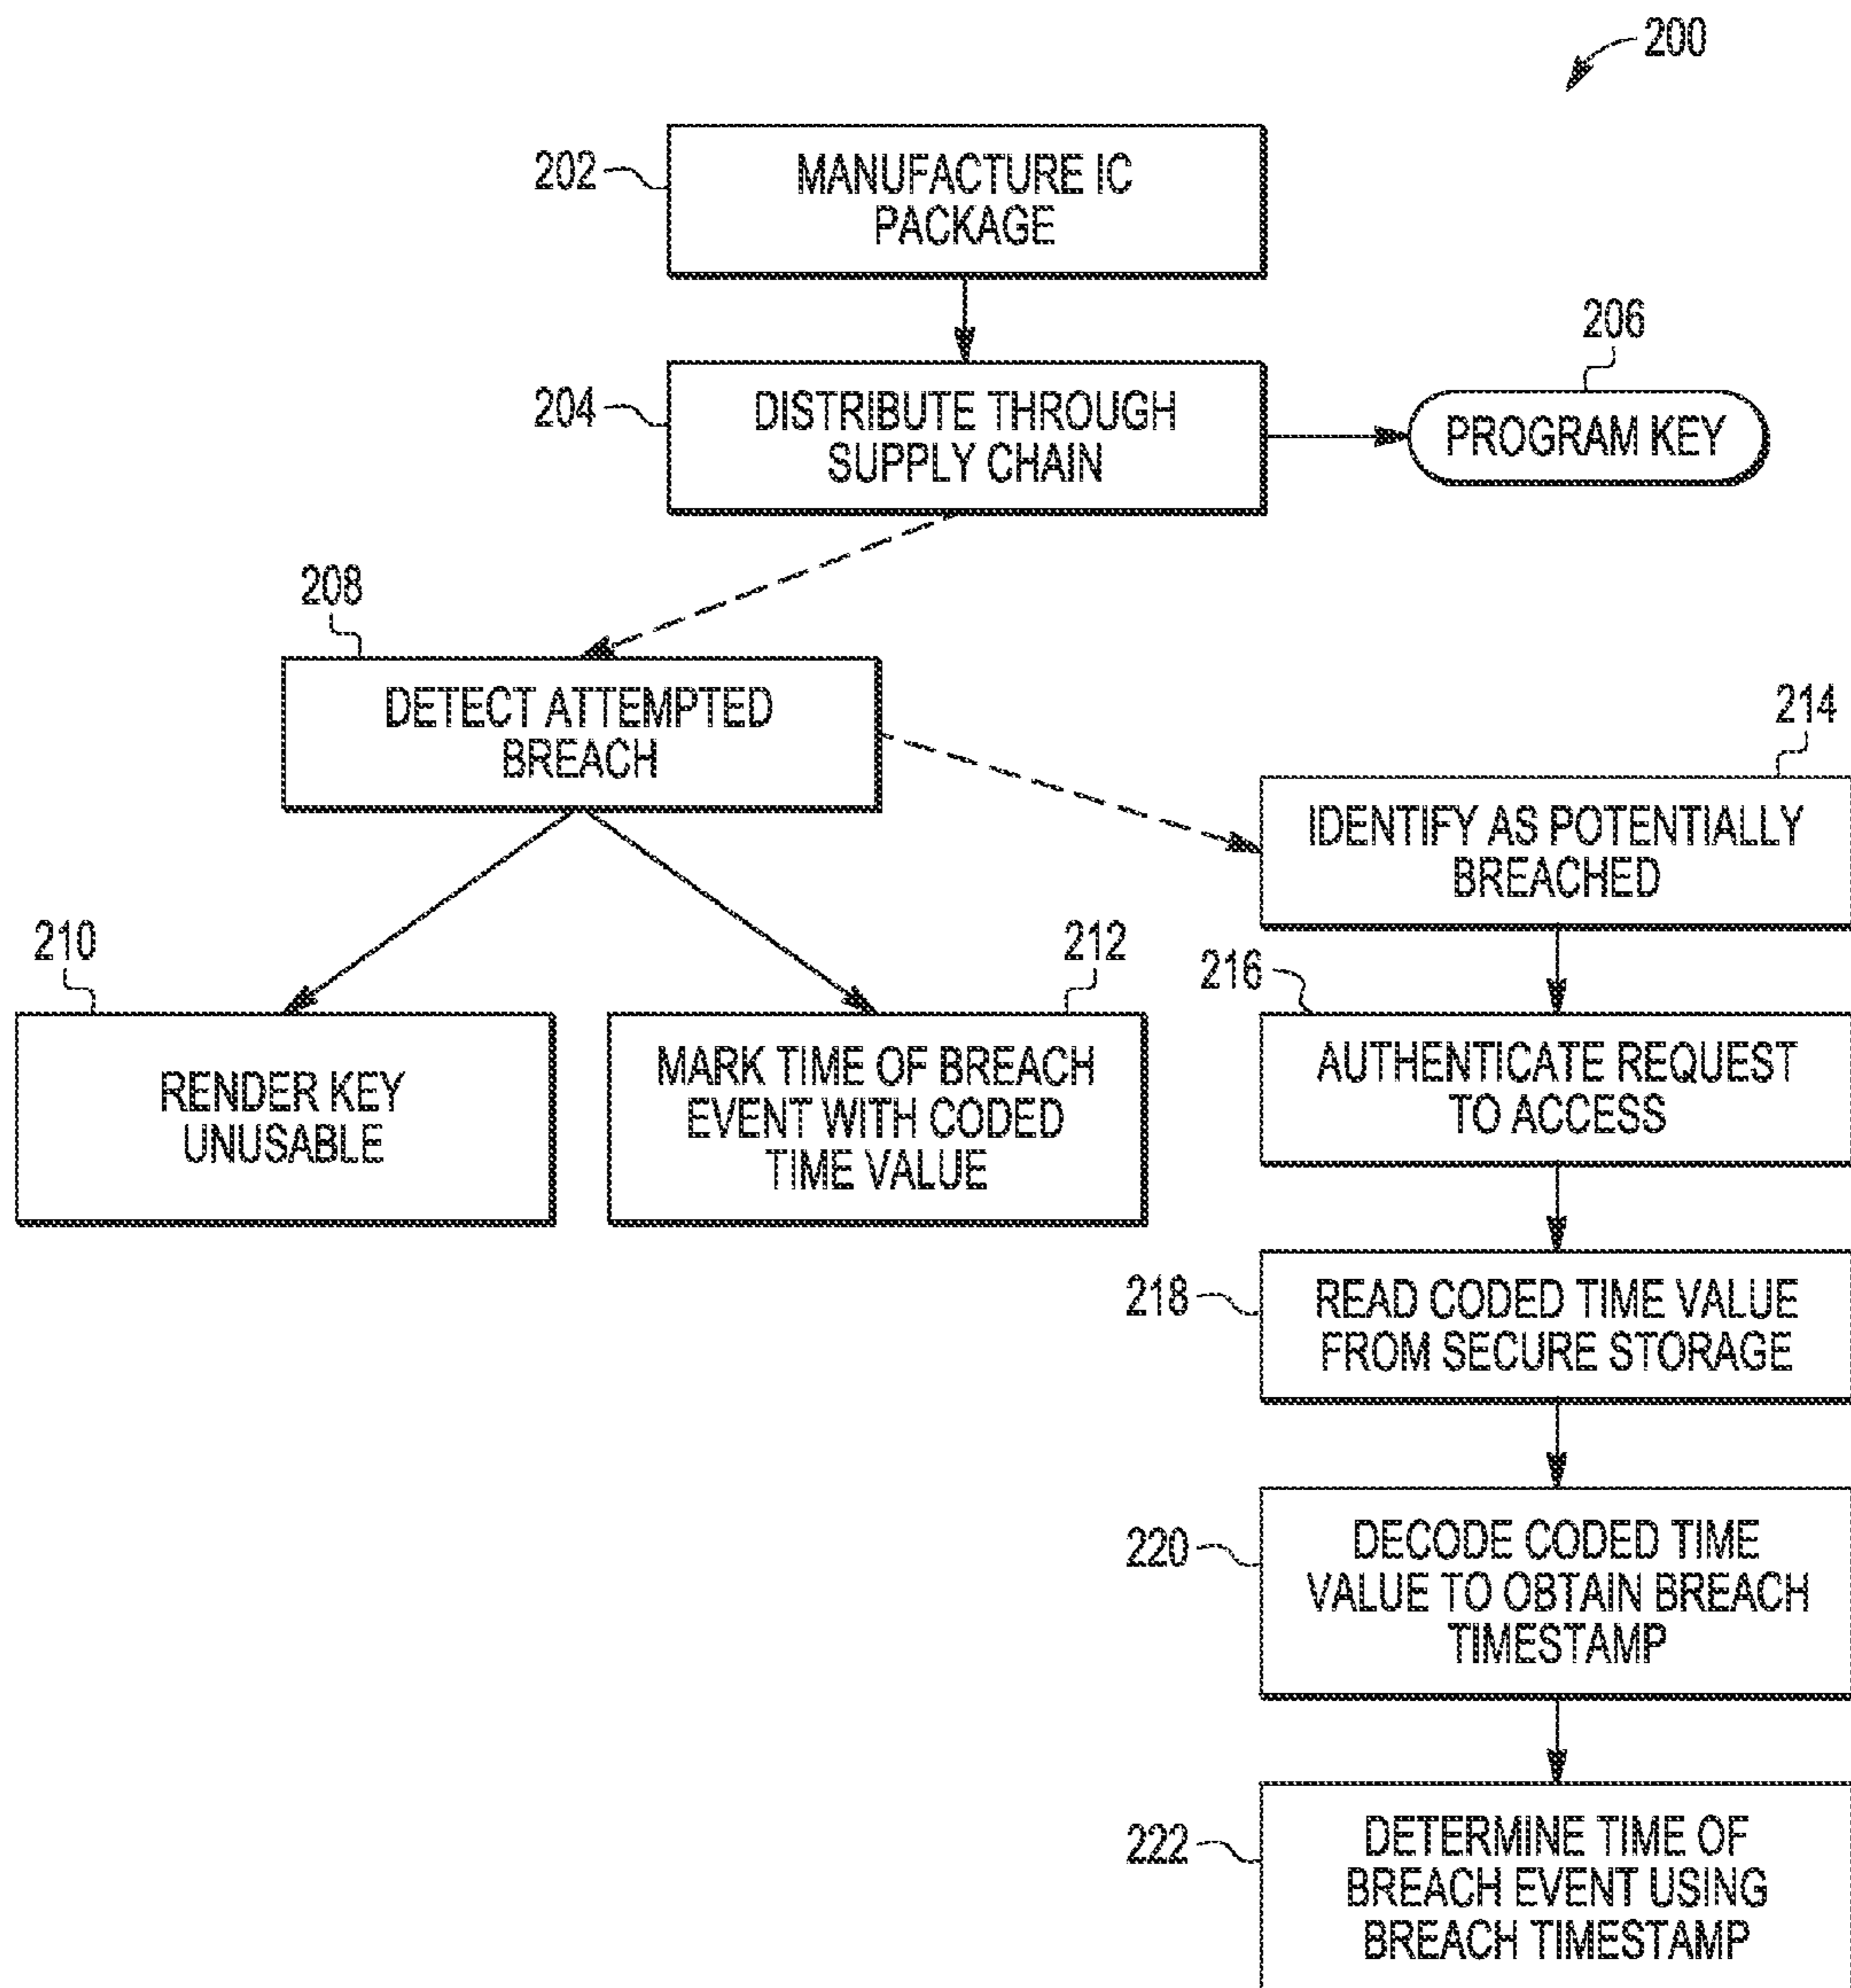 200
202
MANUFACTURE IC
PACKAGE
204
DISTRIBUTE THROUGH
SUPPLY CHAIN
206
PROGRAM KEY
208
DETECT ATTEMPTED
BREACH
210
RENDER KEY
UNUSABLE
212
MARK TIME OF BREACH
EVENT WITH CODED
TIME VALUE
214
IDENTIFY AS POTENTIALLY
BREACHED
216
AUTHENTICATE REQUEST
TO ACCESS
218
READ CODED TIME VALUE
FROM SECURE STORAGE
220
DECODE CODED TIME
VALUE TO OBTAIN BREACH
TIMESTAMP
222
DETERMINE TIME OF
BREACH EVENT USING
BREACH TIMESTAMP